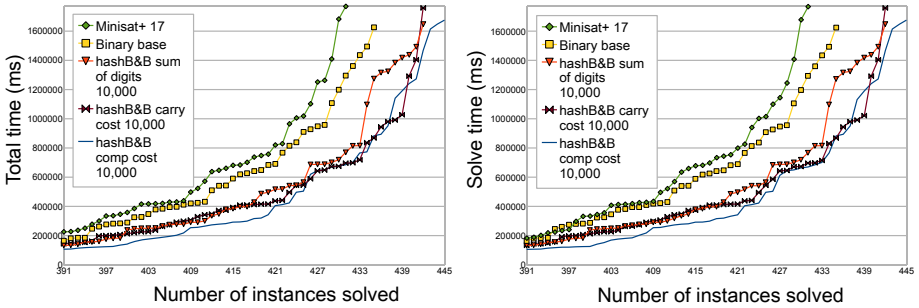 Total time (ms)
1600000
1400000
1200000
1000000
800000
600000
400000
200000
0
Minisat+ 17
Binary base
hashB&B sum
of digits
10,000
hashB&B carry
cost 10,000
hashB&B
comp cost
10,000
391 397 403 409 415 421 427 433 439 445
Number of instances solved
Solve time (ms)
1600000
1400000
1200000
1000000
800000
600000
400000
200000
0
Minisat+ 17
Binary base
hashB&B sum
of digits
10,000
hashB&B carry
cost 10,000
hashB&B
comp cost
10,000
391 397 403 409 415 421 427 433 439 445
Number of instances solved